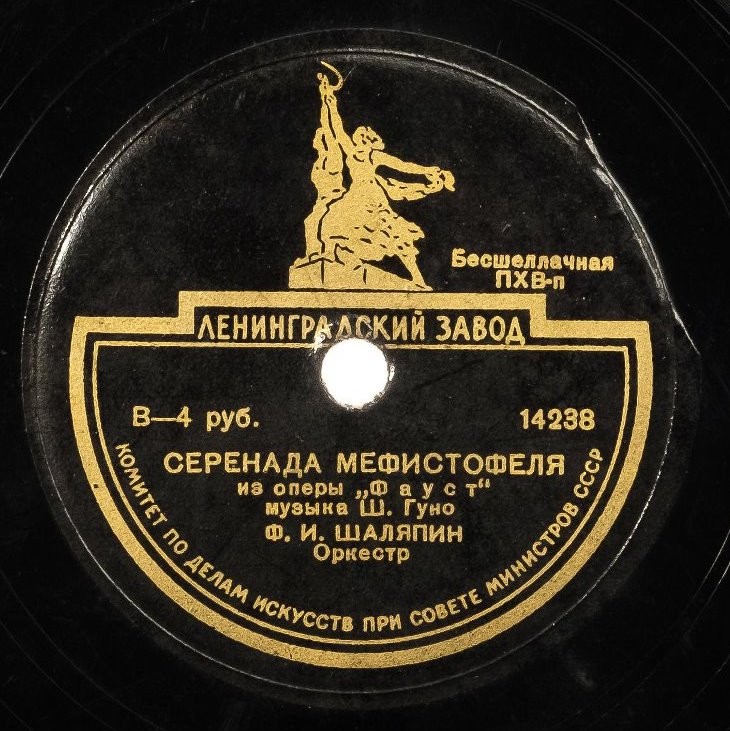 Бесшеллачная
ПХВ-п
ЛЕНИНГРАДСКИЙ ЗАВОД
В—4 руб. 14238
СЕРЕНАДА МЕФИСТОФЕЛЯ
из оперы „Фауст"
музыка Ш. Гуно
Ф. И. ШАЛЯПИН
Оркестр
КОМИТЕТ ПО ДЕЛАМ ИСКУССТВ ПРИ СОВЕТЕ МИНИСТРОВ СССР